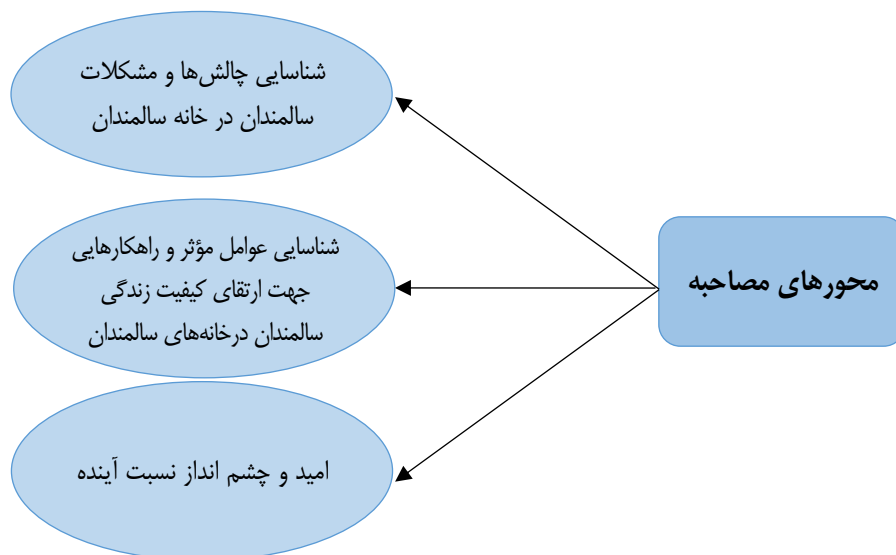 محورهای مصاحبه
شناسایی چالش‌ها و مشکلات
سالمندان در خانه سالمندان
شناسایی عوامل مؤثر و راهکارهایی
جهت ارتقای کیفیت زندگی
سالمندان درخانه‌های سالمندان
امید و چشم انداز نسبت آینده